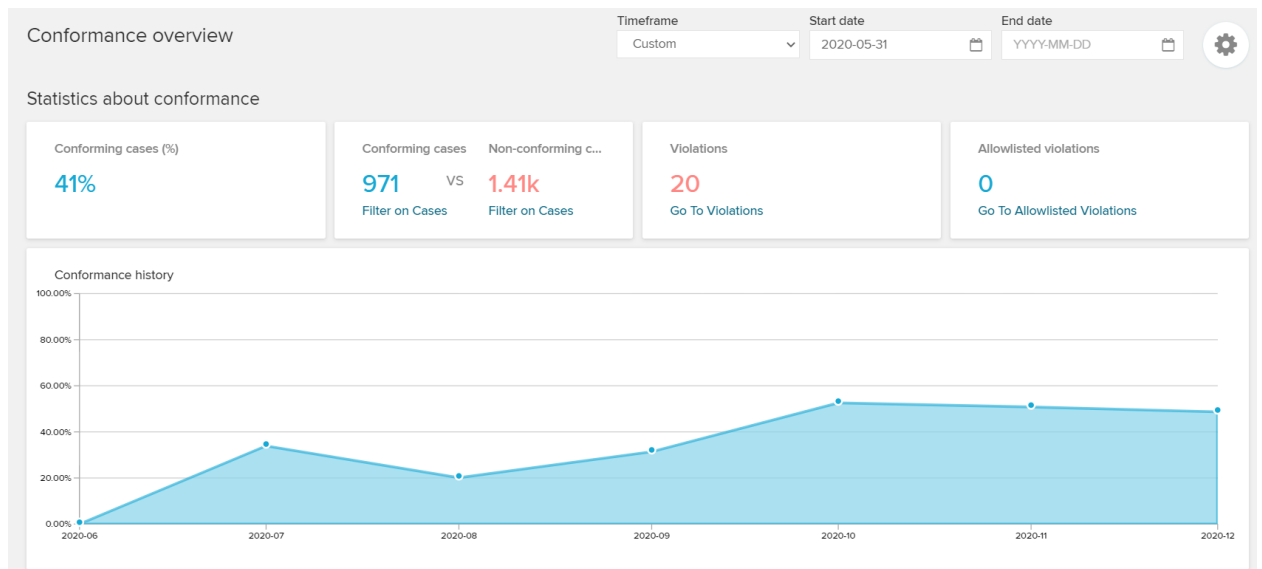 Conformance overview
Timeframe
Custom
Start date
2020-05-31
End date
YYYY-MM-DD
Statistics about conformance
Conforming cases (%)
41%
Conforming cases
971
Filter on Cases
VS
Non-conforming c...
1.41k
Filter on Cases
Violations
20
Go To Violations
Allowlisted violations
0
Go To Allowlisted Violations
Conformance history
100.00%
80.00%
60.00%
40.00%
20.00%
0.00%
2020-06 2020-07 2020-08 2020-09 2020-10 2020-11 2020-12